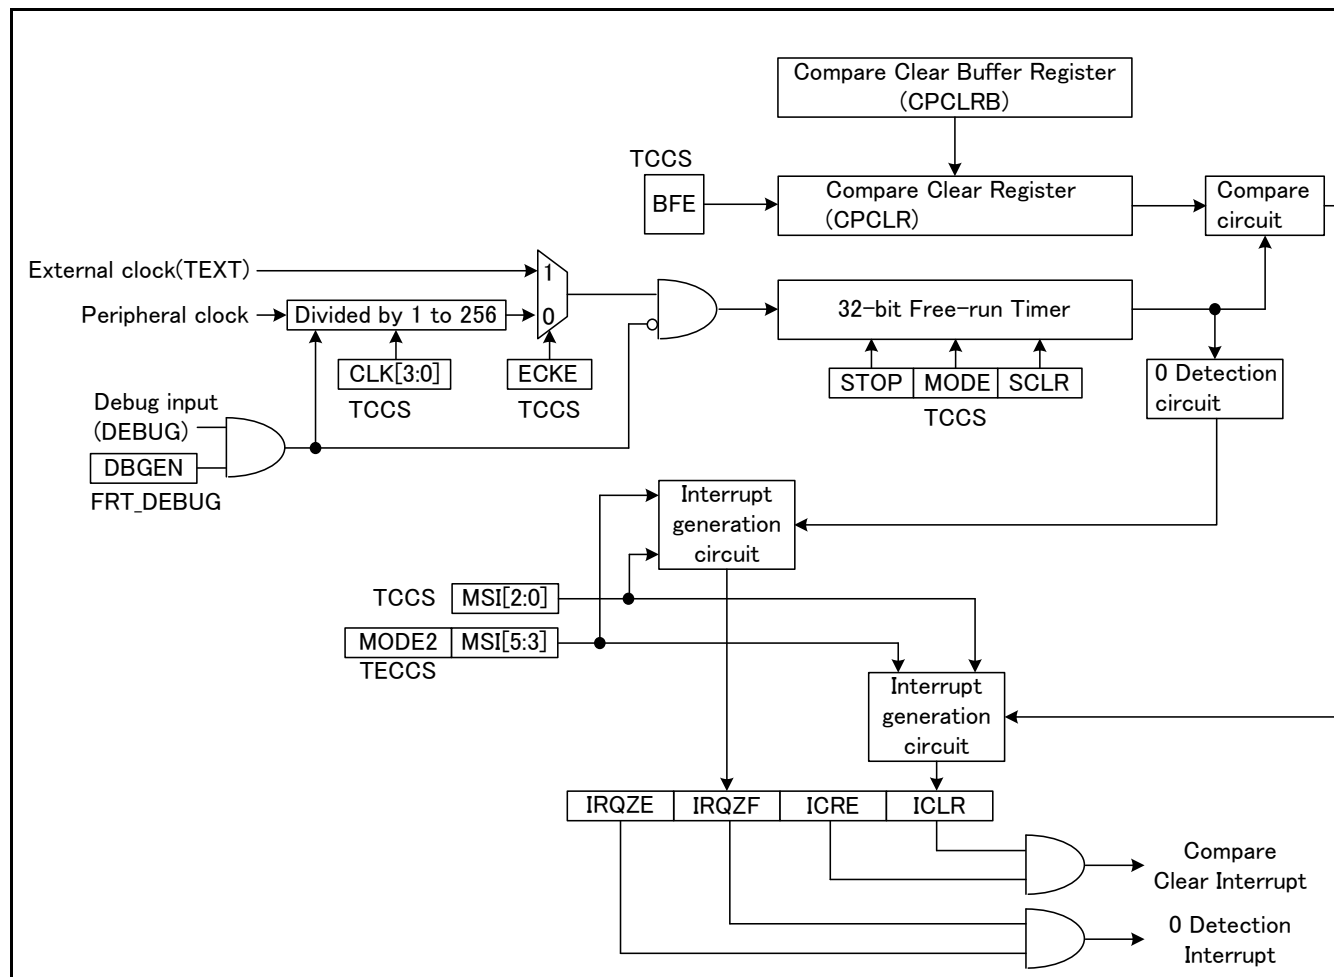 Compare Clear Buffer Register
(CPCLRB)
TCCS
BFE
Compare Clear Register
(CPCLR)
Compare
circuit
External clock(TEXT)
1
Peripheral clock
Divided by 1 to 256
0
32-bit Free-run Timer
CLK[3:0]
TCCS
ECKE
TCCS
STOP
MODE
SCLR
TCCS
0 Detection
circuit
Debug input
(DEBUG)
DBGEN
FRT_DEBUG
Interrupt
generation
circuit
TCCS
MSI[2:0]
MODE2
MSI[5:3]
TECCS
Interrupt
generation
circuit
IRQZE
IRQZF
ICRE
ICLR
Compare
Clear Interrupt
0 Detection
Interrupt